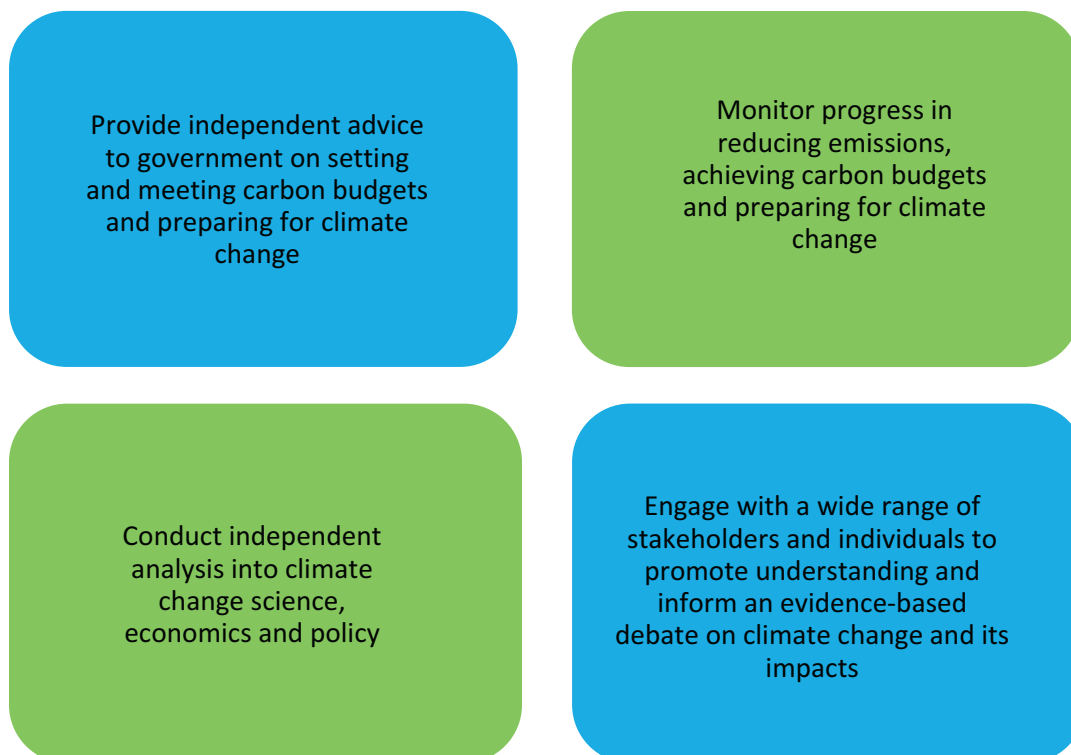 Provide independent advice
to government on setting
and meeting carbon budgets
and preparing for climate
change
Monitor progress in
reducing emissions,
achieving carbon budgets
and preparing for climate
change
Conduct independent
analysis into climate
change science,
economics and policy
Engage with a wide range of
stakeholders and individuals to
promote understanding and
inform an evidence-based
debate on climate change and its
impacts